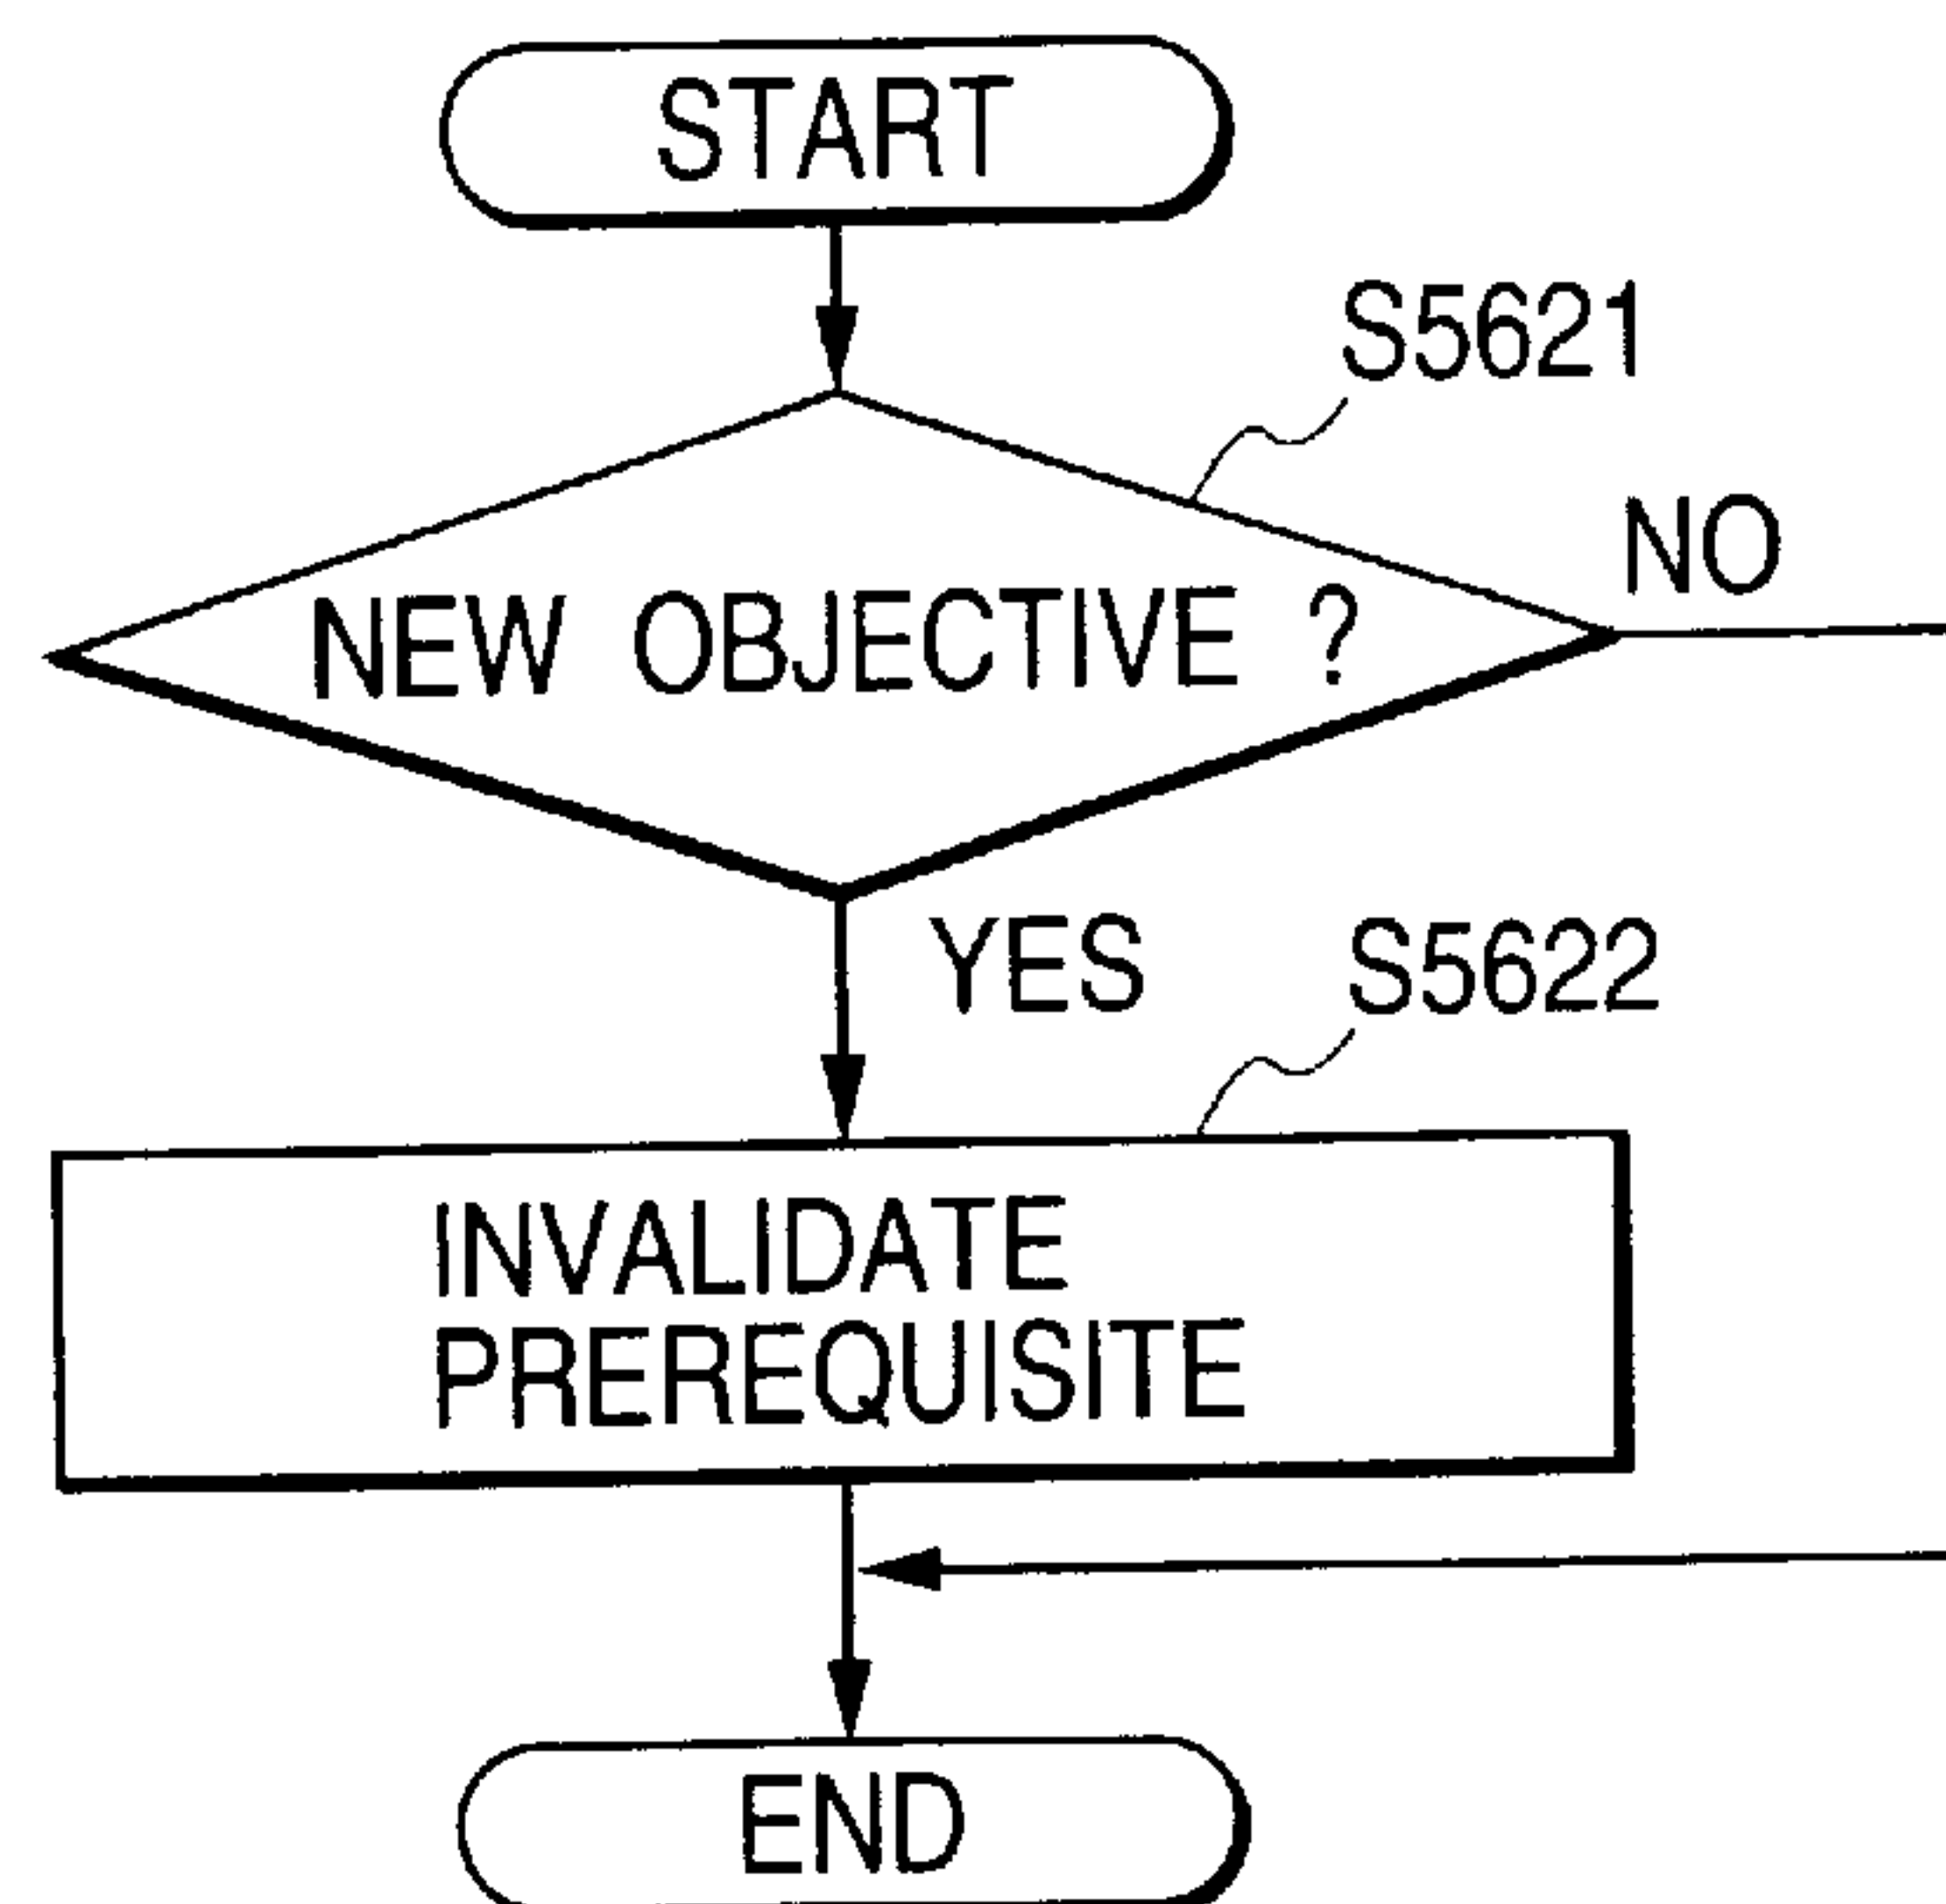 START
S5621
NO
NEW OBJECTIVE ?
YES
S5622
INVALIDATE
PREREQUISITE
END